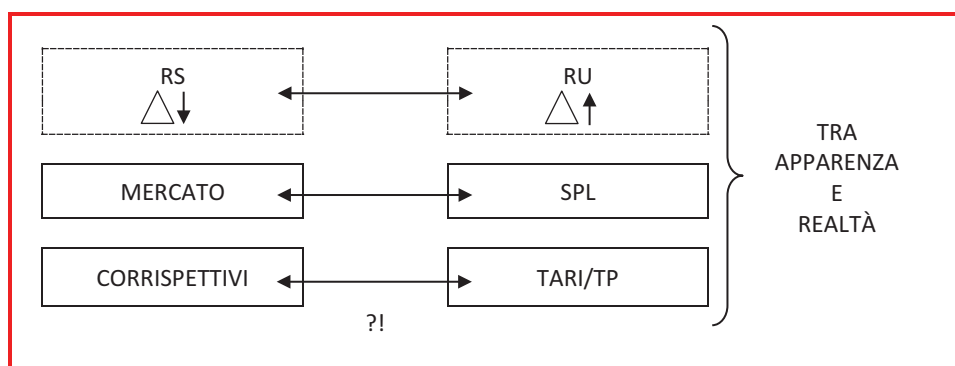 RS
RU
MERCATO
SPL
CORRISPETTIVI
TARI/TP
?!
TRA
APPARENZA
E
REALTÀ